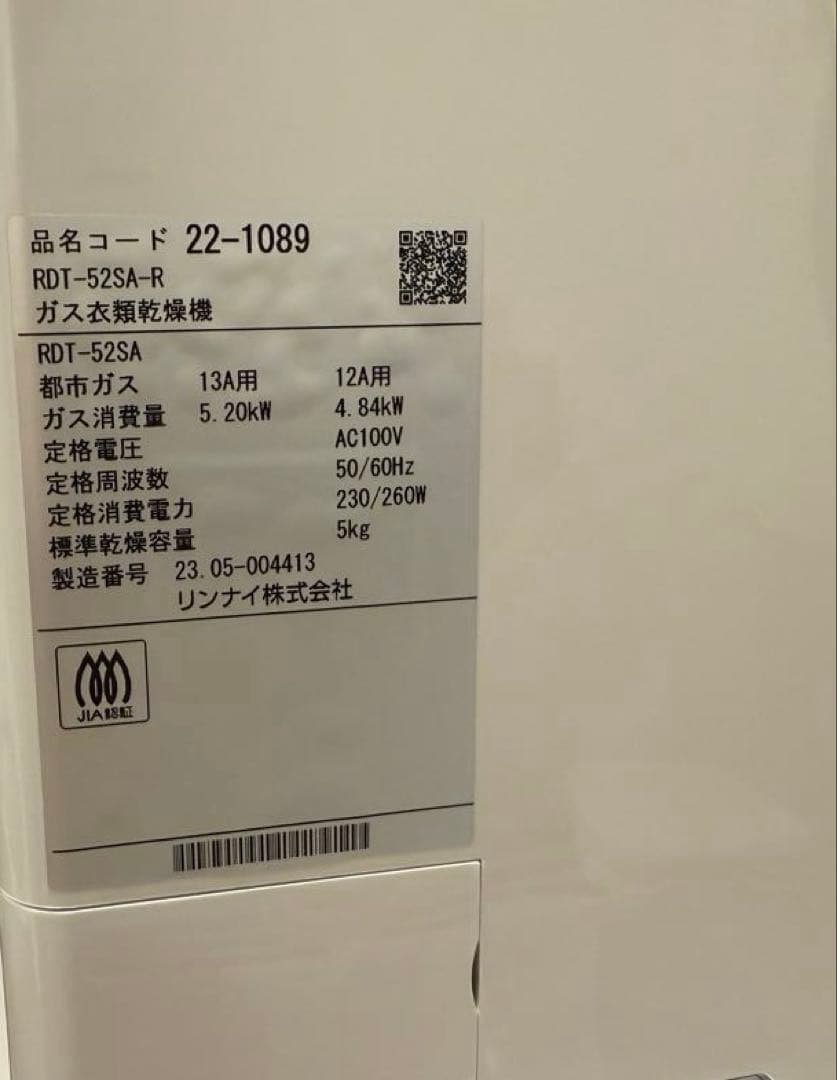 品名コード 22-1089
RDT-52SA-R
ガス衣類乾燥機
RDT-52SA
都市ガス 13A用 12A用
ガス消費量 5.20kW 4.84kW
定格電圧 AC100V
定格周波数 50/60Hz
定格消費電力 230/260W
標準乾燥容量 5kg
製造番号 23.05-004413
リンナイ株式会社
JIA認証